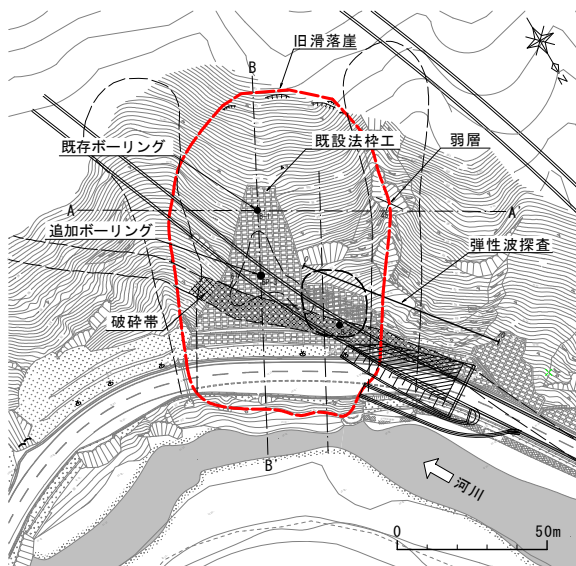 旧滑落崖
B
既存ボーリング
既設法枠工
弱層
A
A'
追加ボーリング
弾性波探査
破砕帯
B'
河川
0
50m
N